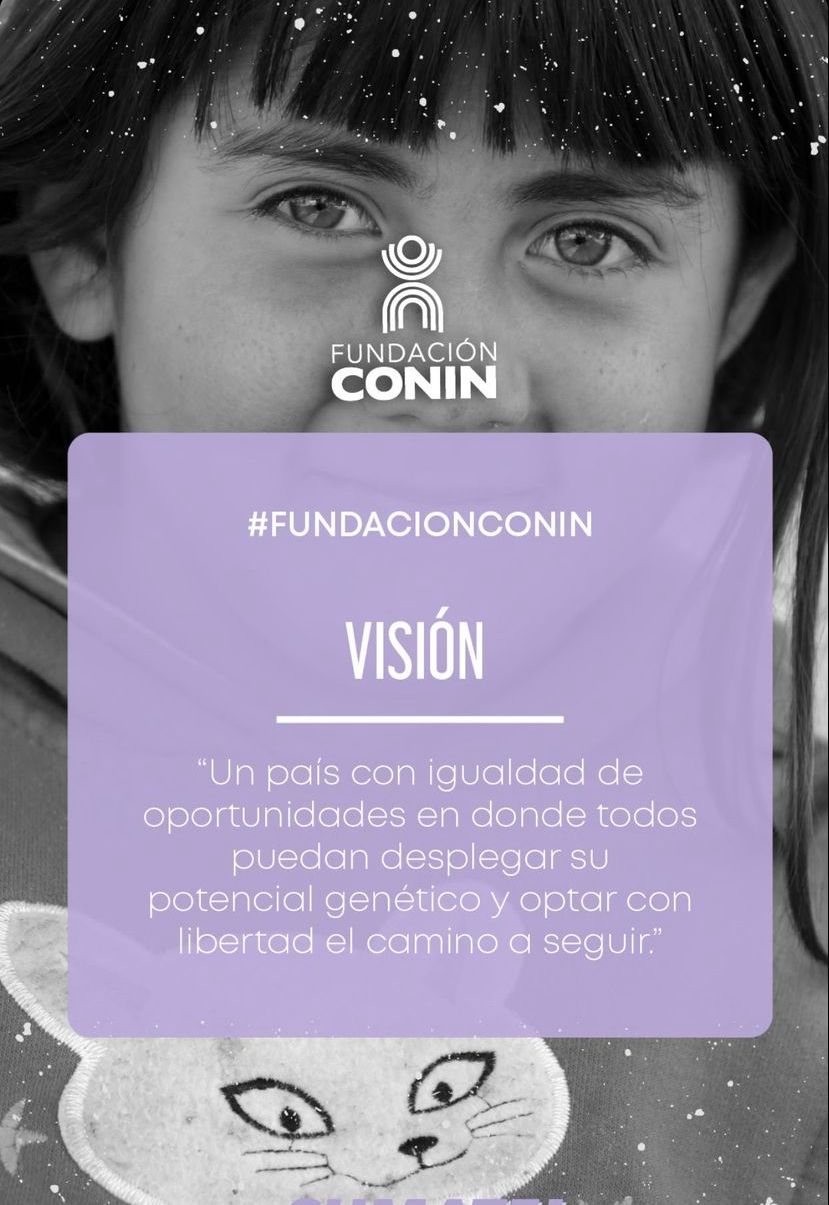 FUNDACIÓN
CONIN
#FUNDACIONCONIN
VISIÓN
“Un país con igualdad de
oportunidades en donde todos
puedan desplegar su
potencial genético y optar con
libertad el camino a seguir.”